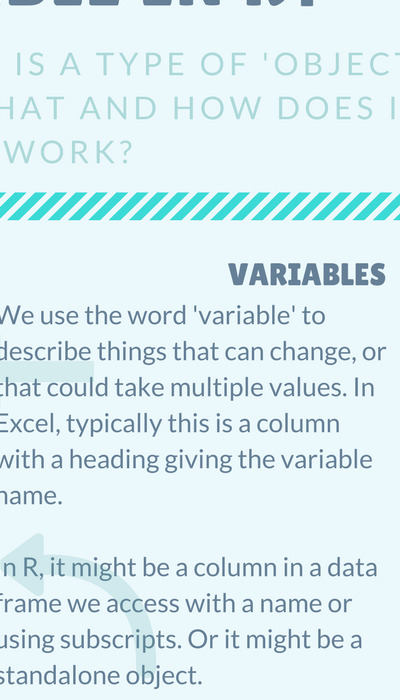 IS A TYPE OF 'OBJECT
HAT AND HOW DOES I
WORK?
VARIABLES
We use the word 'variable' to
describe things that can change, or
that could take multiple values. In
Excel, typically this is a column
with a heading giving the variable
name.
In R, it might be a column in a data
frame we access with a name or
using subscripts. Or it might be a
standalone object.